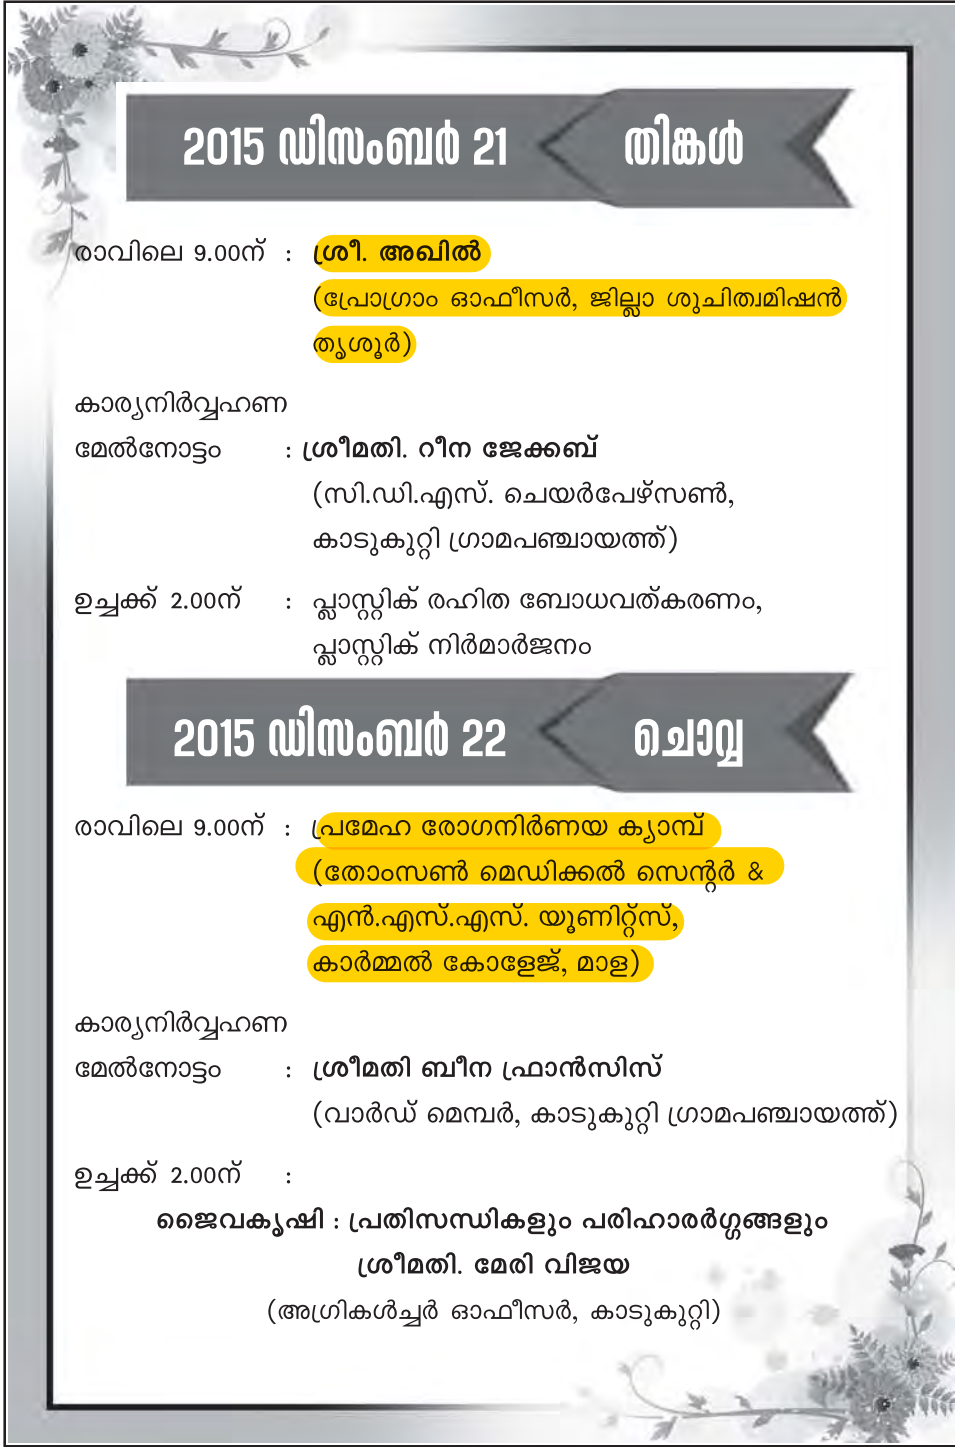 2015 ഡിസംബർ 21 തിങ്കൾ
രാവിലെ 9.00ന് : ശ്രീ. അഖിൽ
(പ്രോഗ്രാം ഓഫീസർ, ജില്ലാ ശുചിത്വമിഷൻ
തൃശൂർ)
കാര്യനിർവ്വഹണ
മേൽനോട്ടം : ശ്രീമതി. റീന ജേക്കബ്
(സി.ഡി.എസ്. ചെയർപേഴ്സൺ,
കാടുകുറ്റി ഗ്രാമപഞ്ചായത്ത്)
ഉച്ചക്ക് 2.00ന് : പ്ലാസ്റ്റിക് രഹിത ബോധവത്കരണം,
പ്ലാസ്റ്റിക് നിർമാർജനം
2015 ഡിസംബർ 22 ചൊവ്വ
രാവിലെ 9.00ന് : പ്രമേഹ രോഗനിർണയ ക്യാമ്പ്
(തോംസൺ മെഡിക്കൽ സെന്റർ &
എൻ.എസ്.എസ്. യൂണിറ്റ്സ്,
കാർമ്മൽ കോളേജ്, മാള)
കാര്യനിർവ്വഹണ
മേൽനോട്ടം : ശ്രീമതി ബീന ഫ്രാൻസിസ്
(വാർഡ് മെമ്പർ, കാടുകുറ്റി ഗ്രാമപഞ്ചായത്ത്)
ഉച്ചക്ക് 2.00ന് :
ജൈവകൃഷി : പ്രതിസന്ധികളും പരിഹാരർഗ്ഗങ്ങളും
ശ്രീമതി. മേരി വിജയ
(അഗ്രികൾച്ചർ ഓഫീസർ, കാടുകുറ്റി)